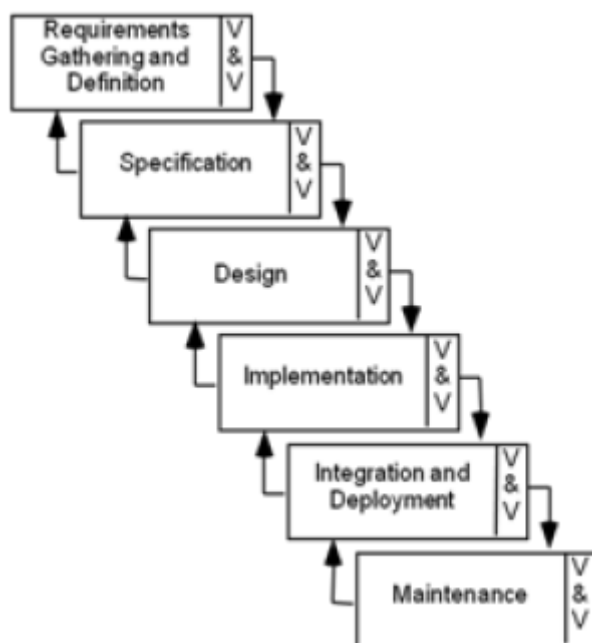 Requirements
Gathering and
Definition
V
&
V
Specification
V
&
V
Design
V
&
V
Implementation
V
&
V
Integration and
Deployment
V
&
V
Maintenance
V
&
V